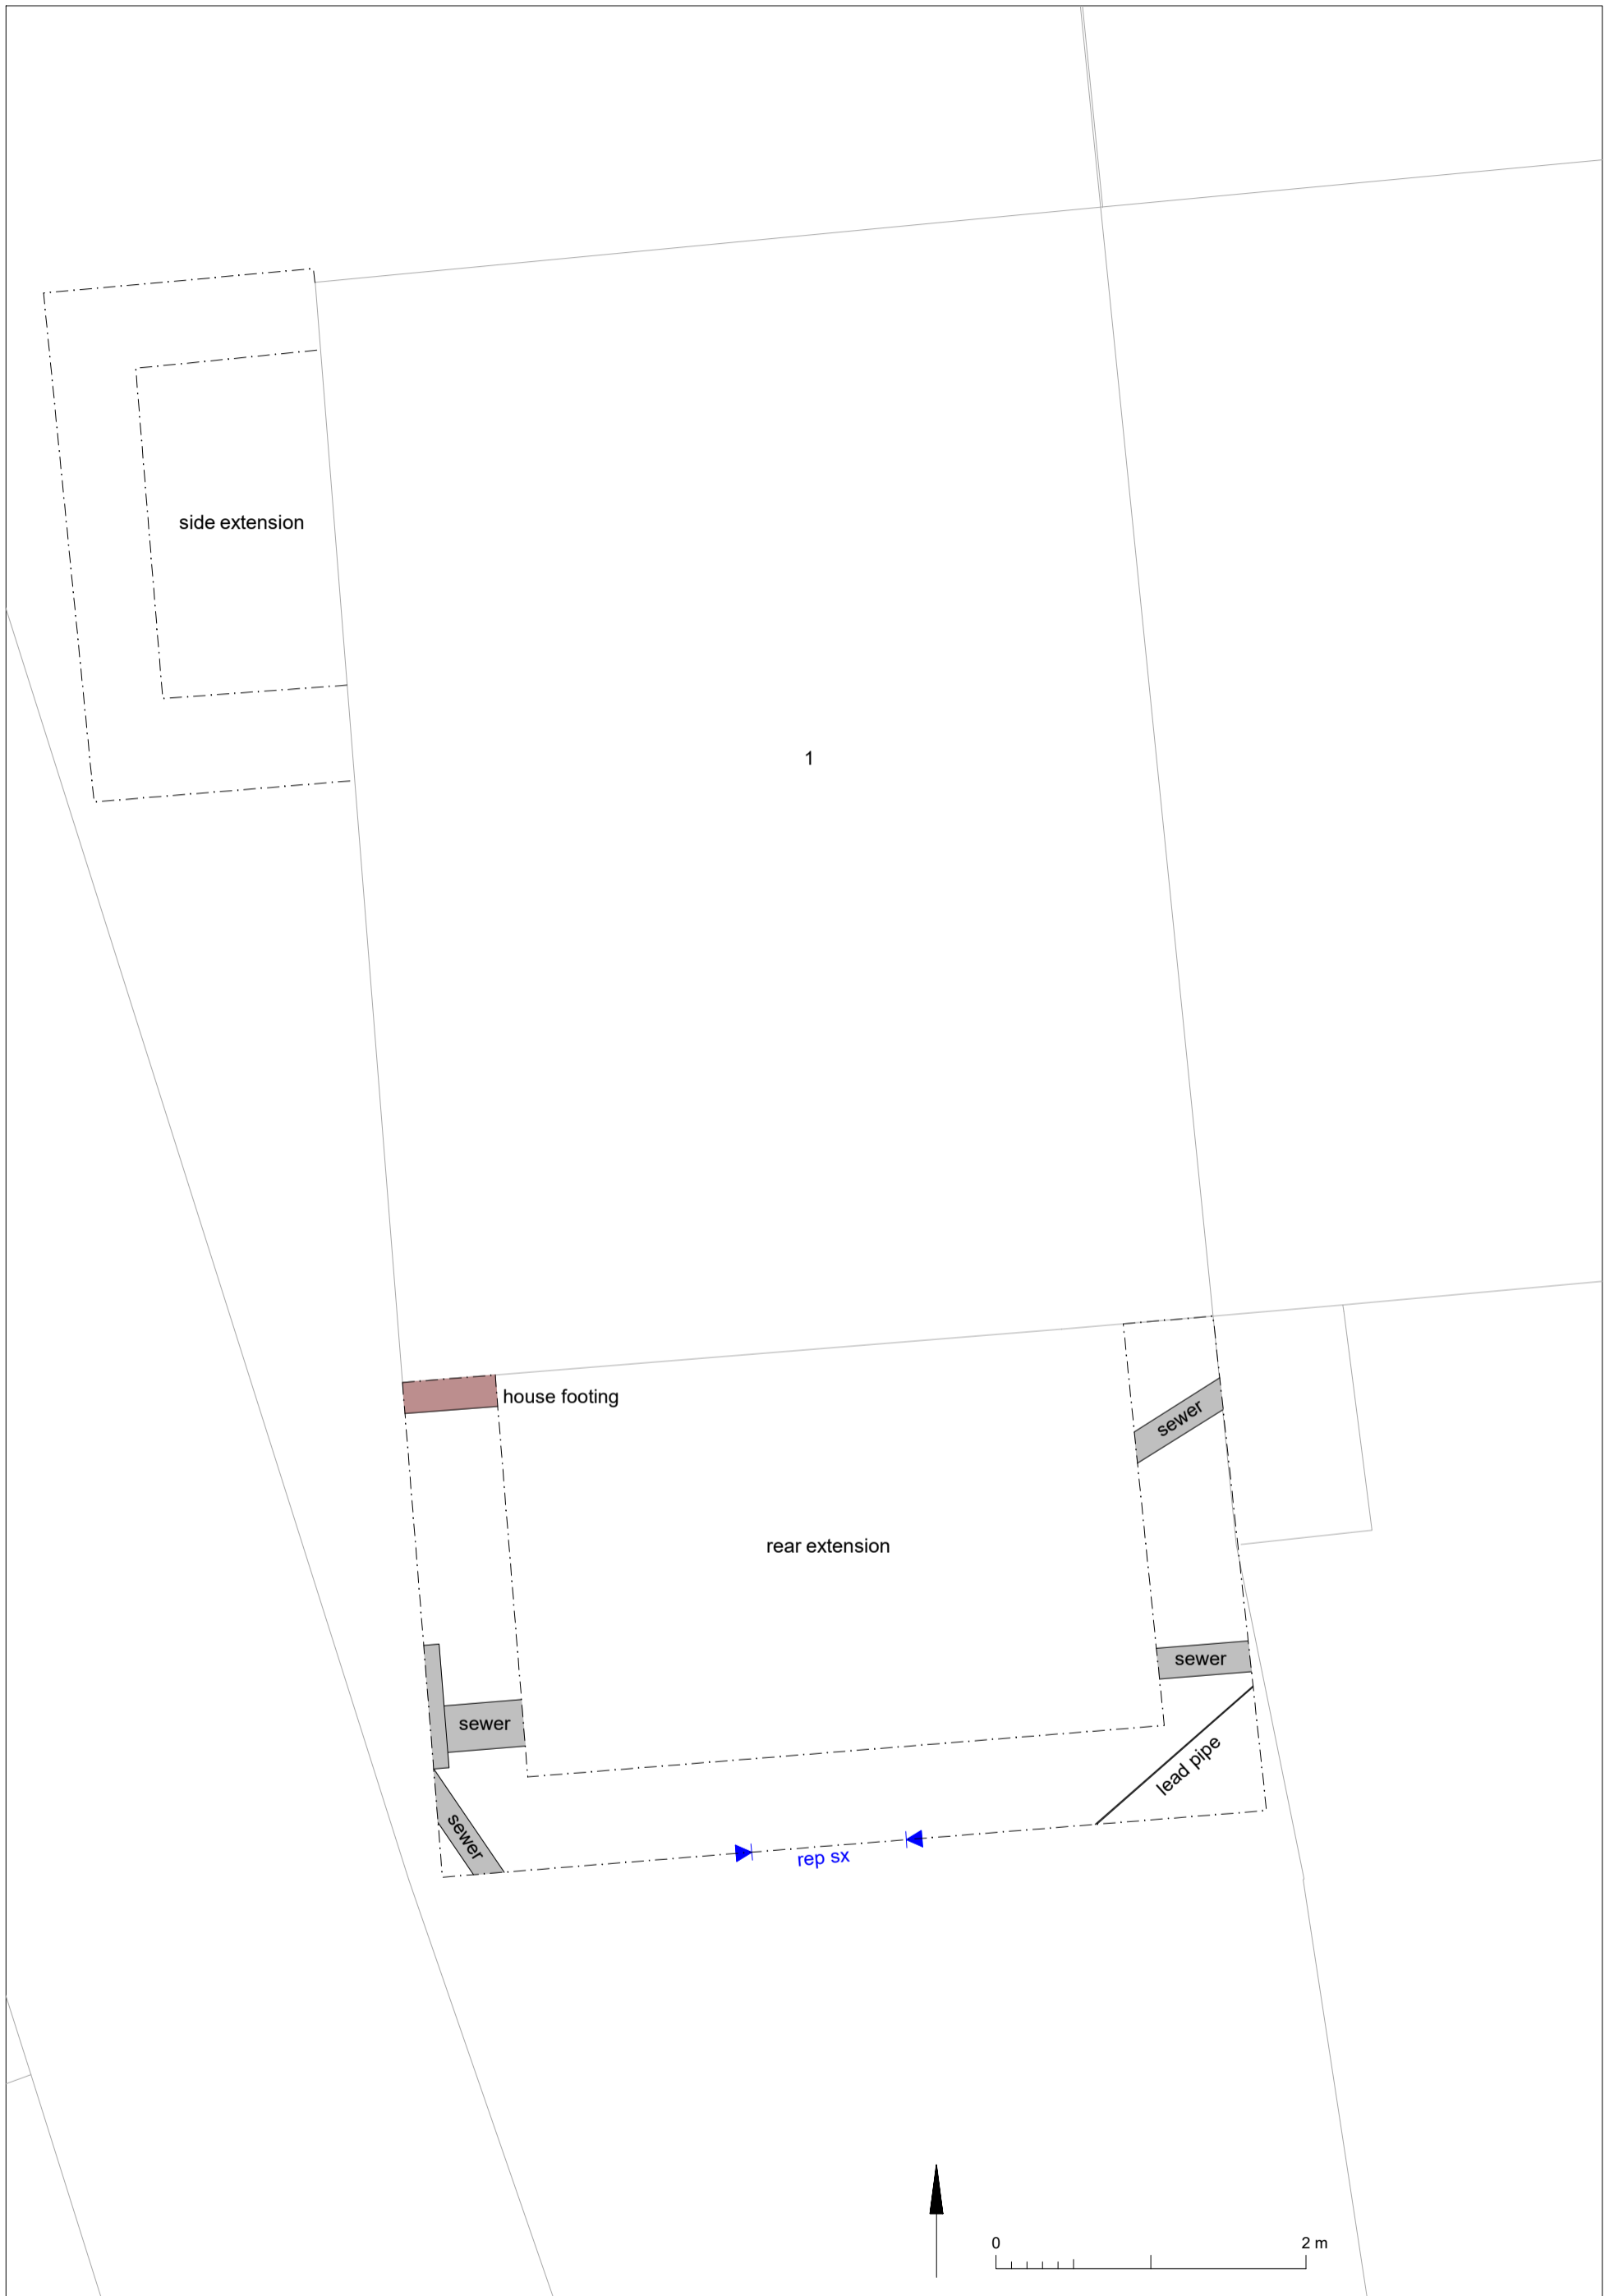 side extension
1
house footing
sewer
rear extension
sewer
sewer
lead pipe
sewer
rep sx
0
2 m